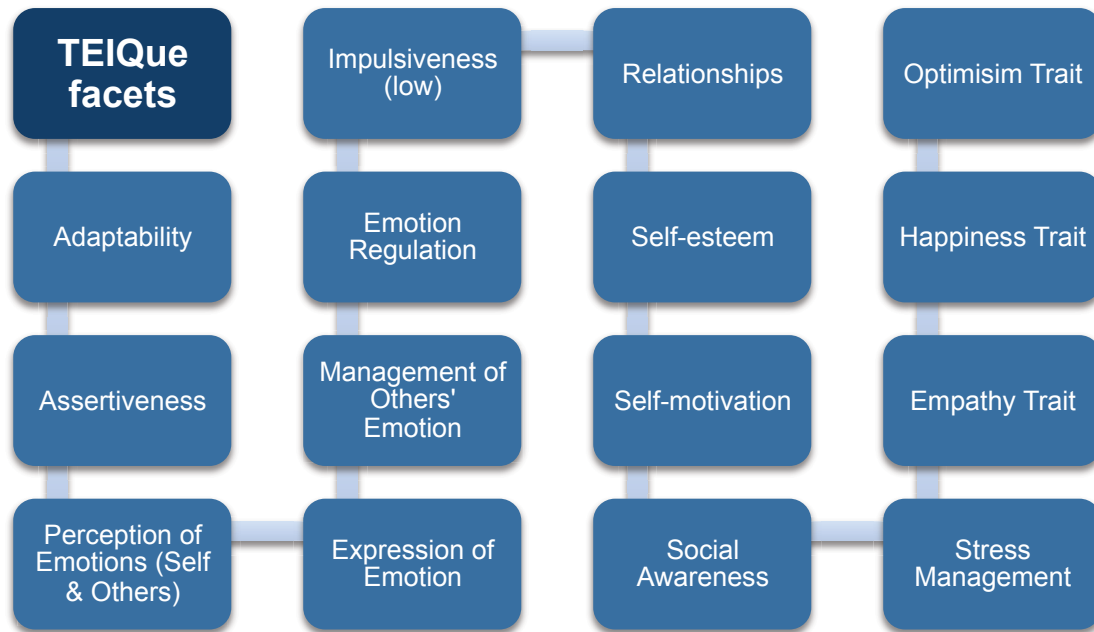 TEIQue
facets
Adaptability
Assertiveness
Perception of
Emotions (Self
& Others)
Expression of
Emotion
Management of
Others'
Emotion
Emotion
Regulation
Impulsiveness
(low)
Relationships
Self-esteem
Self-motivation
Social
Awareness
Stress
Management
Empathy Trait
Happiness Trait
Optimisim Trait